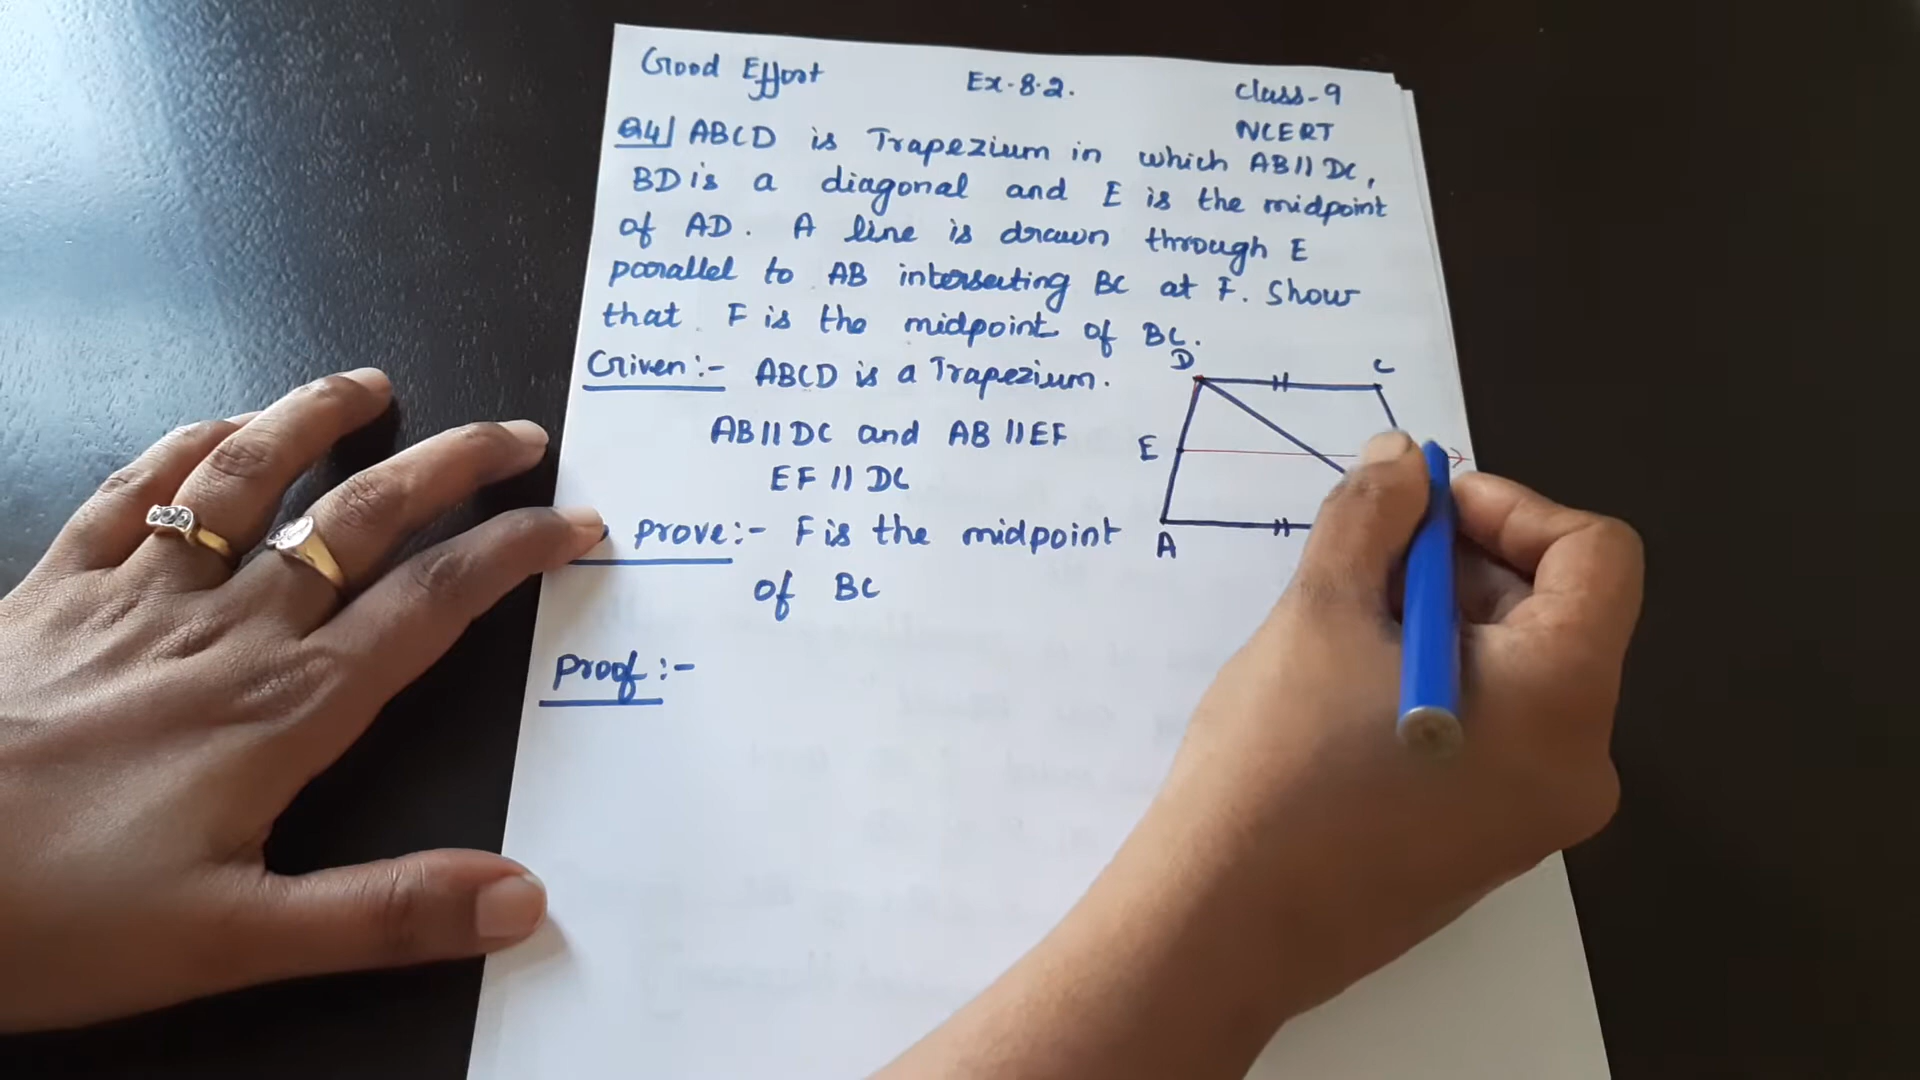 Good Effort Ex-8.2. Class-9
NCERT
Q4] ABCD is Trapezium in which AB || DC,
BD is a diagonal and E is the midpoint
of AD. A line is drawn through E
parallel to AB intersecting BC at F. Show
that F is the midpoint of BC.
Given:- ABCD is a Trapezium.
AB || DC and AB || EF
EF || DC
prove:- F is the midpoint
of BC
Proof:-
D C
E
A